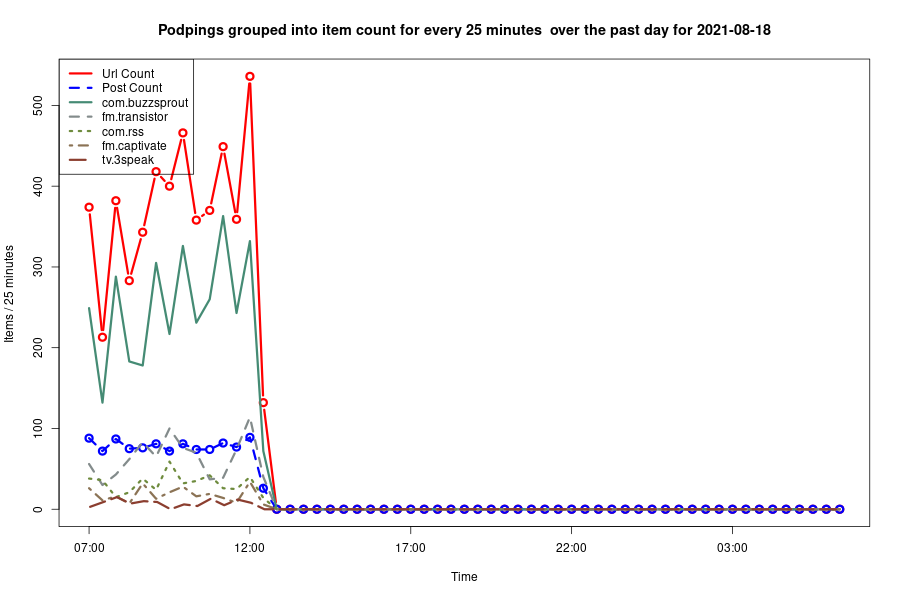 Podpings grouped into item count for every 25 minutes  over the past day for 2021-08-18
Url Count
Post Count
com.buzzsprout
fm.transistor
com.rss
fm.captivate
tv.3speak
500
400
300
200
100
0
Items / 25 minutes
07:00 12:00 17:00 22:00 03:00
Time